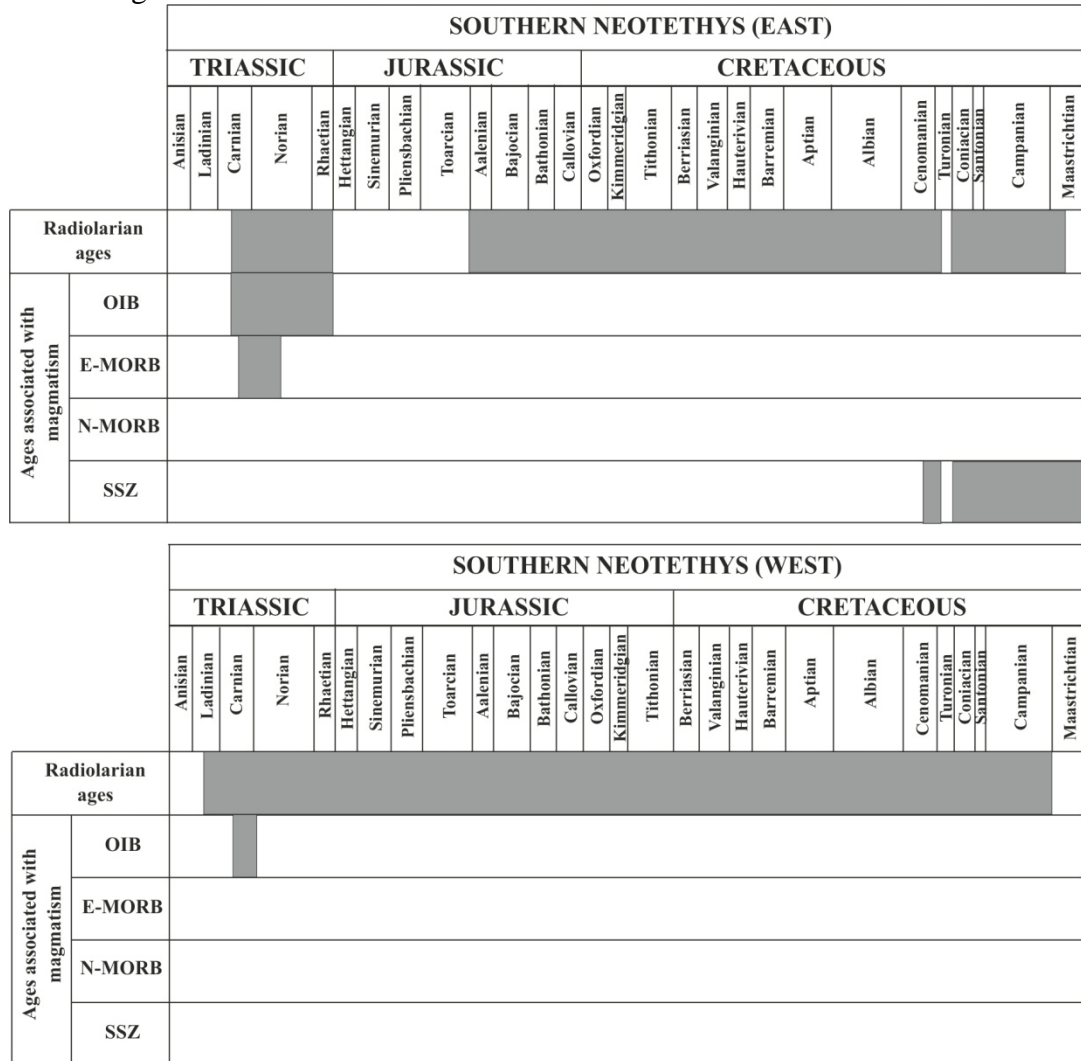 SOUTHERN NEOTETHYS (EAST)
TRIASSIC JURASSIC CRETACEOUS
Anisian Ladinian Carnian Norian Rhaetian Hettangian Sinemurian Pliensbachian Toarcian Aalenian Bajocian Bathonian Callovian Oxfordian Kimmeridgian Tithonian Berriasian Valanginian Hauterivian Barremian Aptian Albian Cenomanian Turonian Coniacian Santonian Campanian Maastrichtian
Radiolarian
ages
Ages associated with
magmatism
OIB
E-MORB
N-MORB
SSZ
SOUTHERN NEOTETHYS (WEST)
TRIASSIC JURASSIC CRETACEOUS
Anisian Ladinian Carnian Norian Rhaetian Hettangian Sinemurian Pliensbachian Toarcian Aalenian Bajocian Bathonian Callovian Oxfordian Kimmeridgian Tithonian Berriasian Valanginian Hauterivian Barremian Aptian Albian Cenomanian Turonian Coniacian Santonian Campanian Maastrichtian
Radiolarian
ages
Ages associated with
magmatism
OIB
E-MORB
N-MORB
SSZ